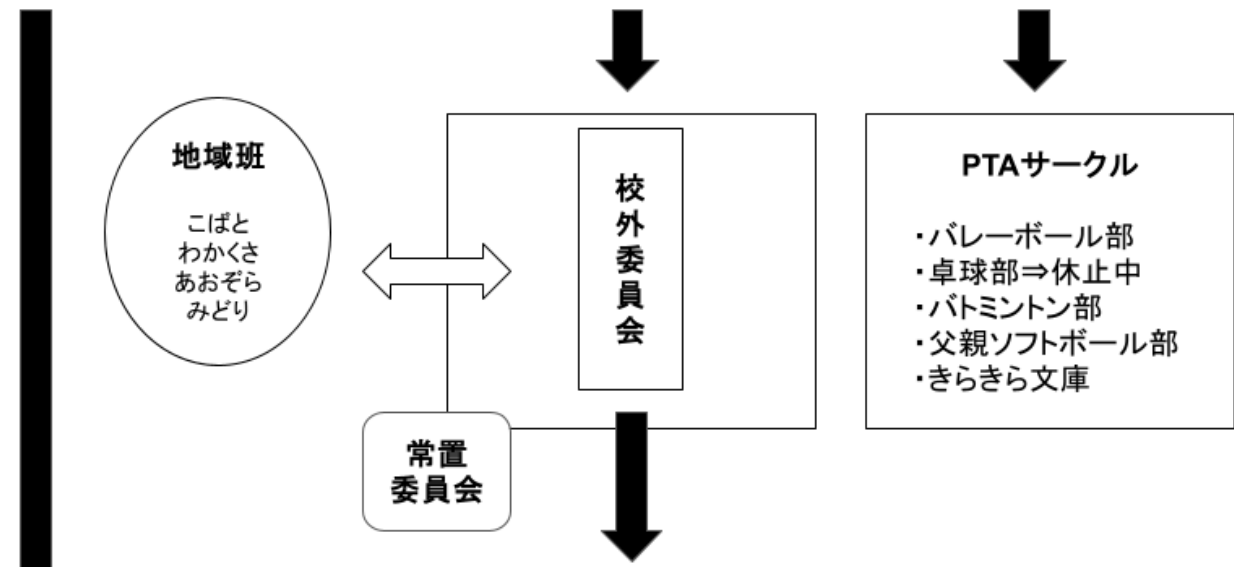 地域班
こばと
わかくさ
あおぞら
みどり
校外委員会
常置
委員会
PTAサークル
・バレーボール部
・卓球部⇒休止中
・バトミントン部
・父親ソフトボール部
・きらきら文庫